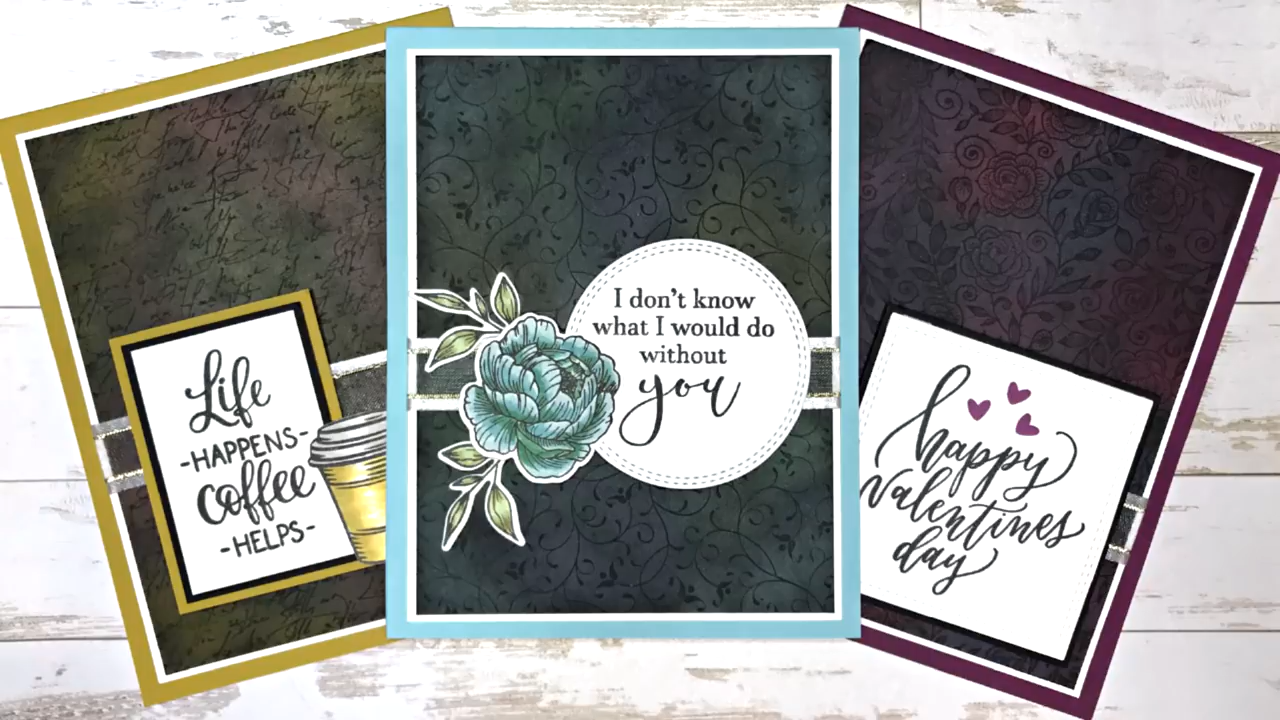 Life
-HAPPENS-
coffee
-HELPS-
I don't know
what I would do
without
you
happy
Valentines
day